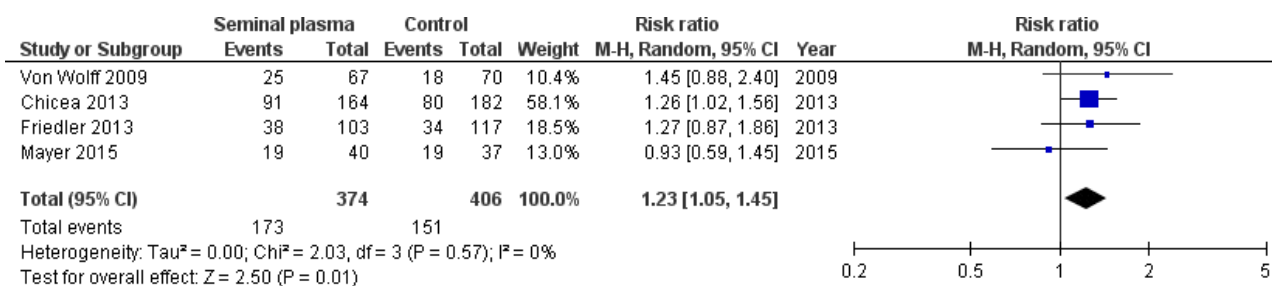 Seminal plasma Control Risk ratio Risk ratio
Study or Subgroup Events Total Events Total Weight M-H, Random, 95% CI Year M-H, Random, 95% CI
Von Wolff 2009 25 67 18 70 10.4% 1.45 [0.88, 2.40] 2009
Chicea 2013 91 164 80 182 58.1% 1.26 [1.02, 1.56] 2013
Friedler 2013 38 103 34 117 18.5% 1.27 [0.87, 1.86] 2013
Mayer 2015 19 40 19 37 13.0% 0.93 [0.59, 1.45] 2015
Total (95% CI) 374 406 100.0% 1.23 [1.05, 1.45]
Total events 173 151
Heterogeneity: Tau² = 0.00; Chi² = 2.03, df = 3 (P = 0.57); I² = 0%
Test for overall effect: Z = 2.50 (P = 0.01)
0.2 0.5 1 2 5